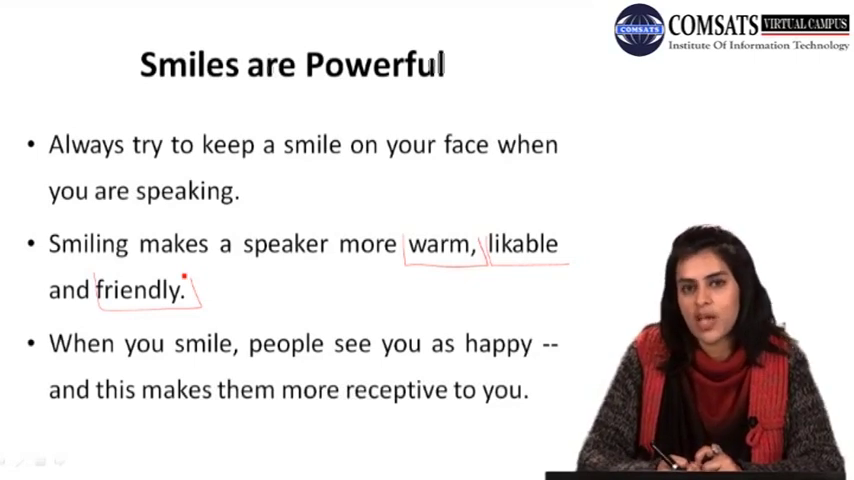 COMSATS VIRTUAL CAMPUS
Institute Of Information Technology
COMSATS
Smiles are Powerful
• Always try to keep a smile on your face when
you are speaking.
• Smiling makes a speaker more warm, likable
and friendly.
• When you smile, people see you as happy --
and this makes them more receptive to you.